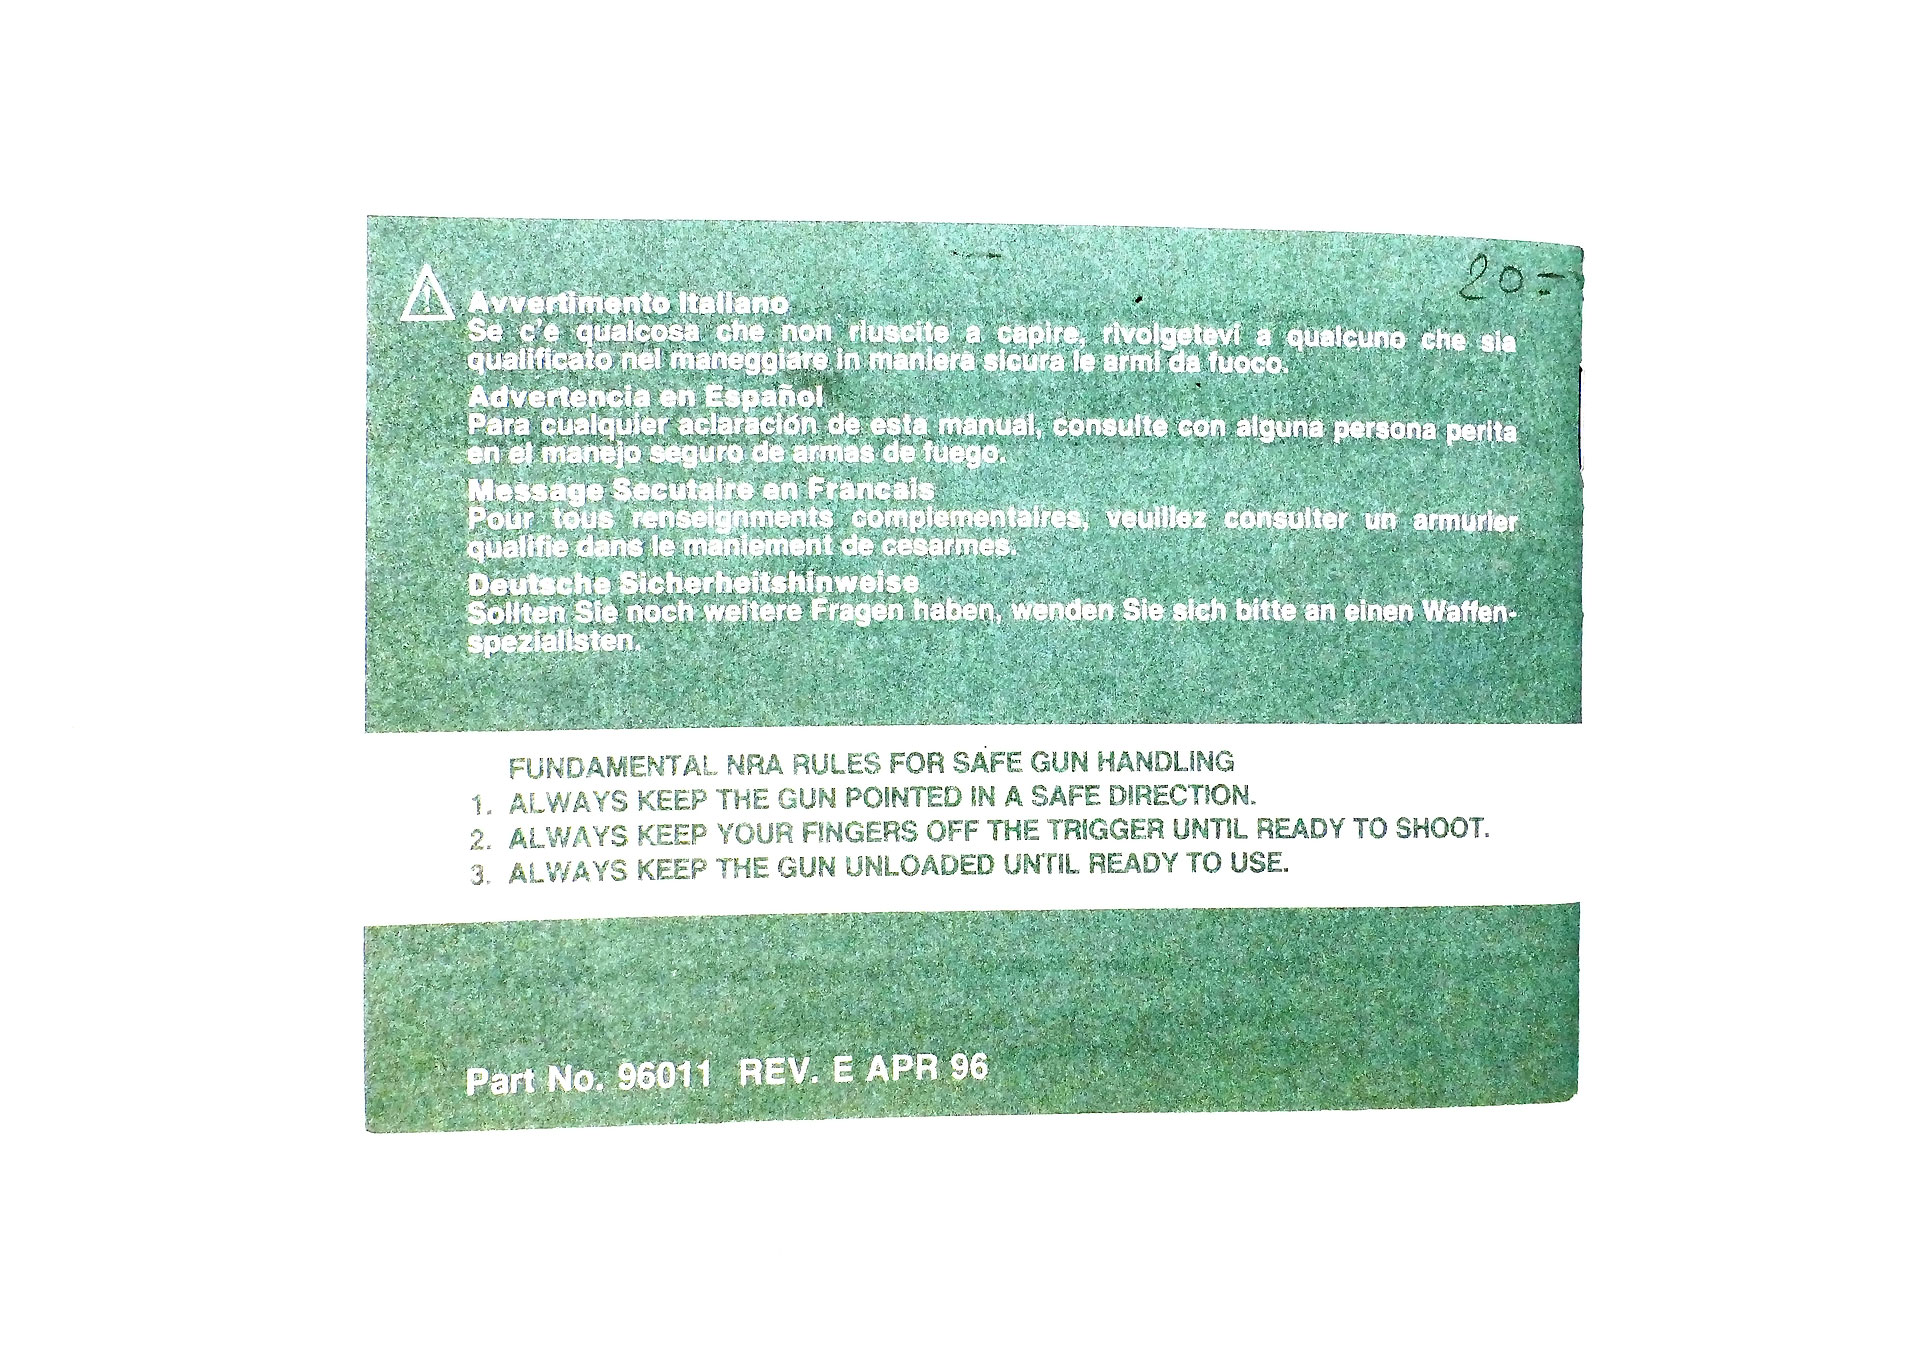 20=
Avvertimento Italiano
Se c'e qualcosa che non riuscite a capire, rivolgetevi a qualcuno che sia
qualificato nel maneggiare in maniera sicura le armi da fuoco.
Advertencia en Español
Para cualquier aclaración de esta manual, consulte con alguna persona perita
en el manejo seguro de armas de fuego.
Message Secutaire en Francais
Pour tous renseignments complementaires, veuillez consulter un armurier
qualifie dans le maniement de cesarmes.
Deutsche Sicherheitshinweise
Sollten Sie noch weitere Fragen haben, wenden Sie sich bitte an einen Waffen-
spezialisten.
FUNDAMENTAL NRA RULES FOR SAFE GUN HANDLING
1. ALWAYS KEEP THE GUN POINTED IN A SAFE DIRECTION.
2. ALWAYS KEEP YOUR FINGERS OFF THE TRIGGER UNTIL READY TO SHOOT.
3. ALWAYS KEEP THE GUN UNLOADED UNTIL READY TO USE.
Part No. 96011 REV. E APR 96